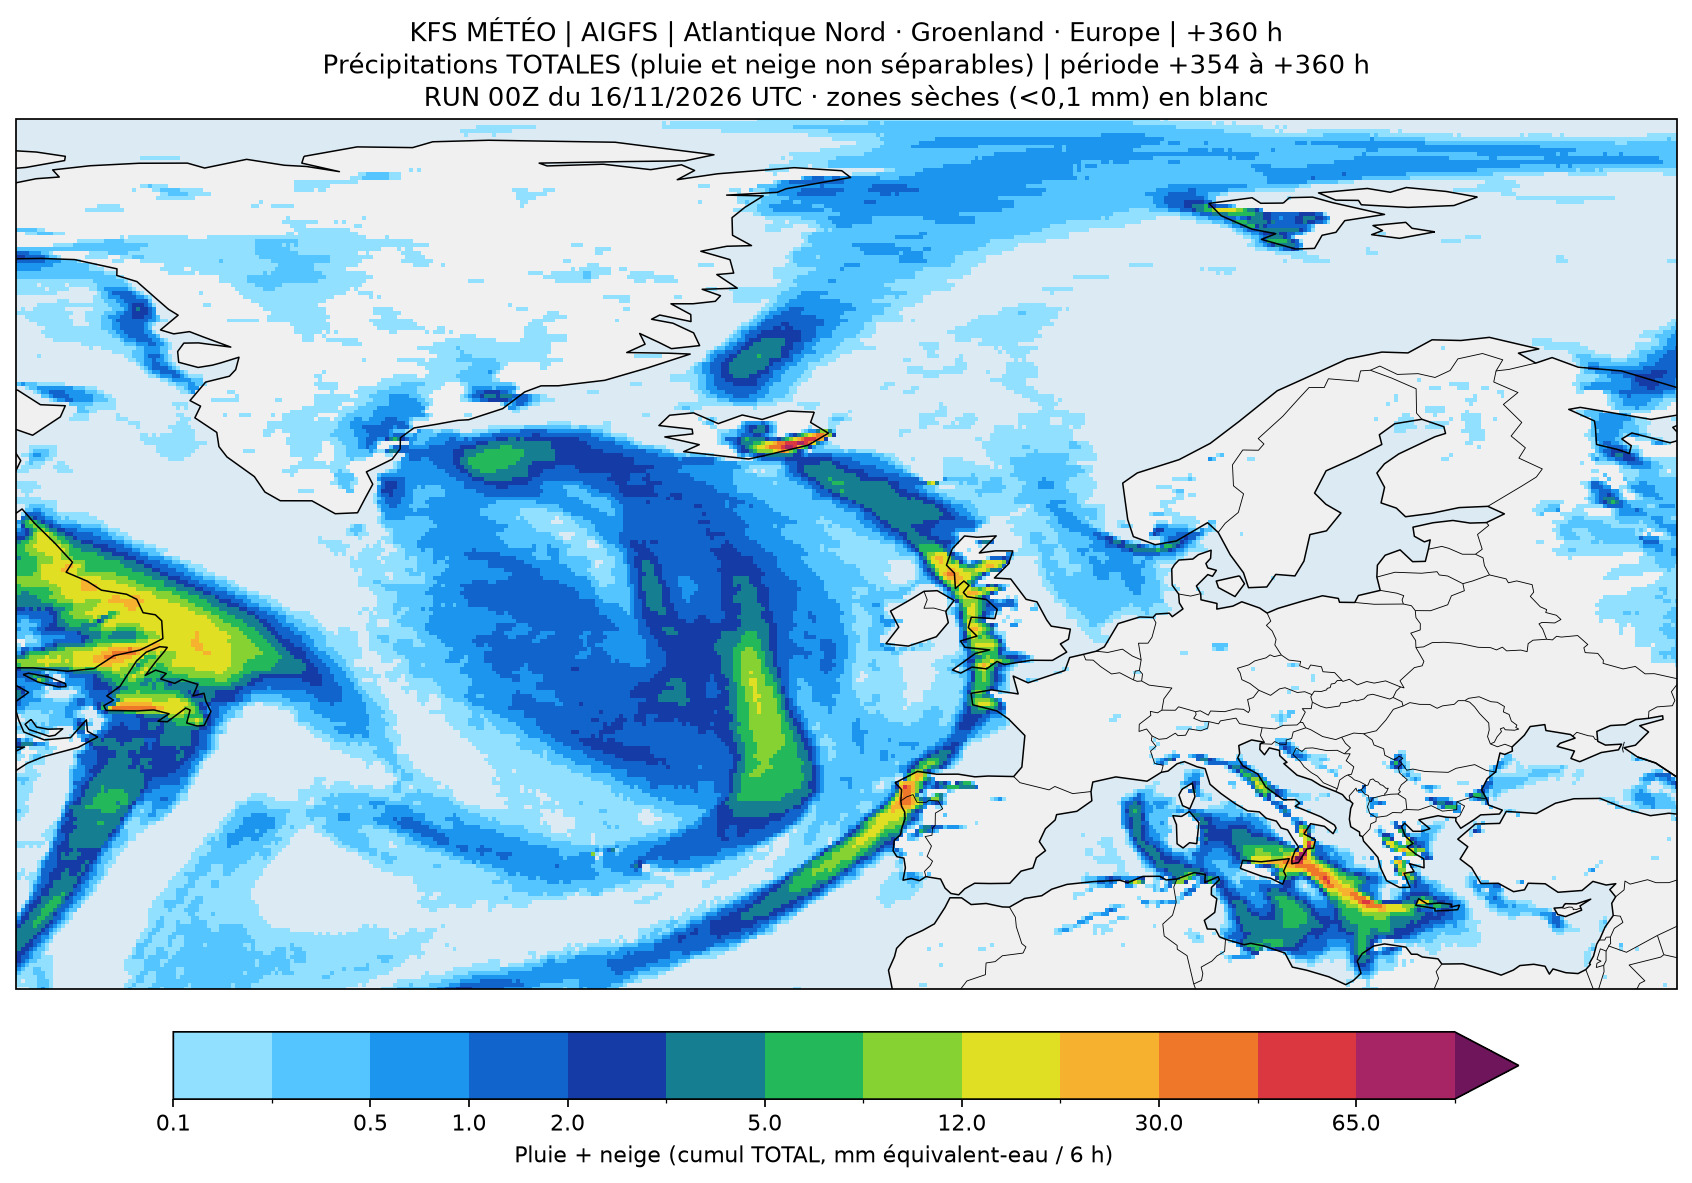 KFS MÉTÉO | AIGFS | Atlantique Nord · Groenland · Europe | +360 h
Précipitations TOTALES (pluie et neige non séparables) | période +354 à +360 h
RUN 00Z du 16/11/2026 UTC · zones sèches (<0,1 mm) en blanc
0.1 0.5 1.0 2.0 5.0 12.0 30.0 65.0
Pluie + neige (cumul TOTAL, mm équivalent-eau / 6 h)